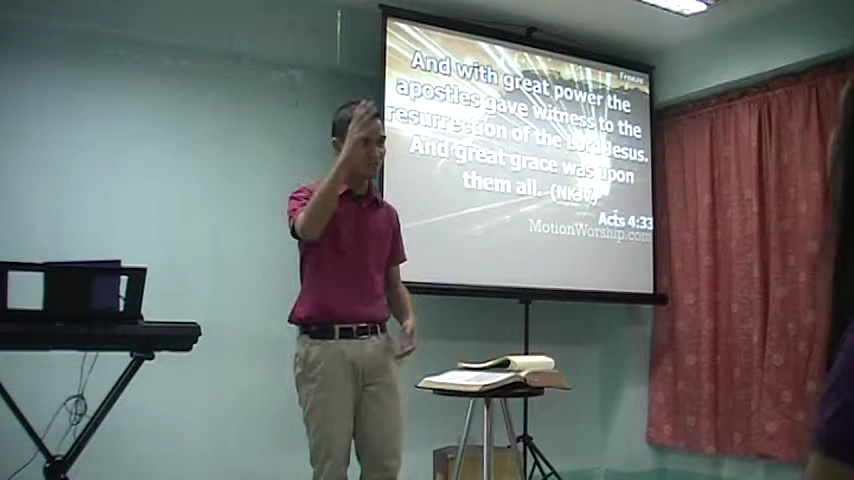 Freeze
And with great power the
apostles gave witness to the
resurrection of the Lord Jesus.
And great grace was upon
them all. (NKJV)
Acts 4:33
MotionWorship.com